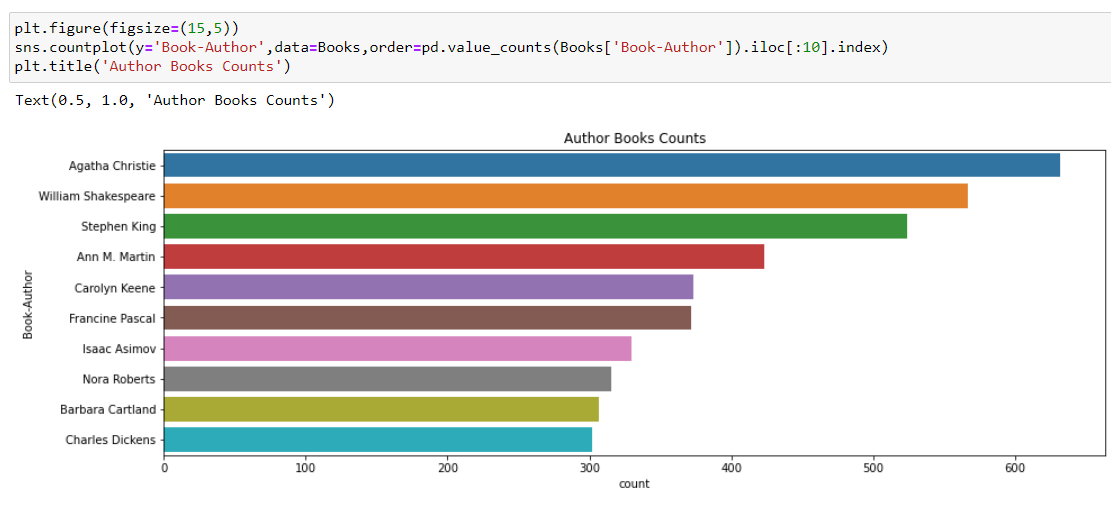 plt.figure(figsize=(15,5))
sns.countplot(y='Book-Author',data=Books,order=pd.value_counts(Books['Book-Author']).iloc[:10].index)
plt.title('Author Books Counts')
Text(0.5, 1.0, 'Author Books Counts')
Author Books Counts
Book-Author
Agatha Christie
William Shakespeare
Stephen King
Ann M. Martin
Carolyn Keene
Francine Pascal
Isaac Asimov
Nora Roberts
Barbara Cartland
Charles Dickens
0 100 200 300 400 500 600
count